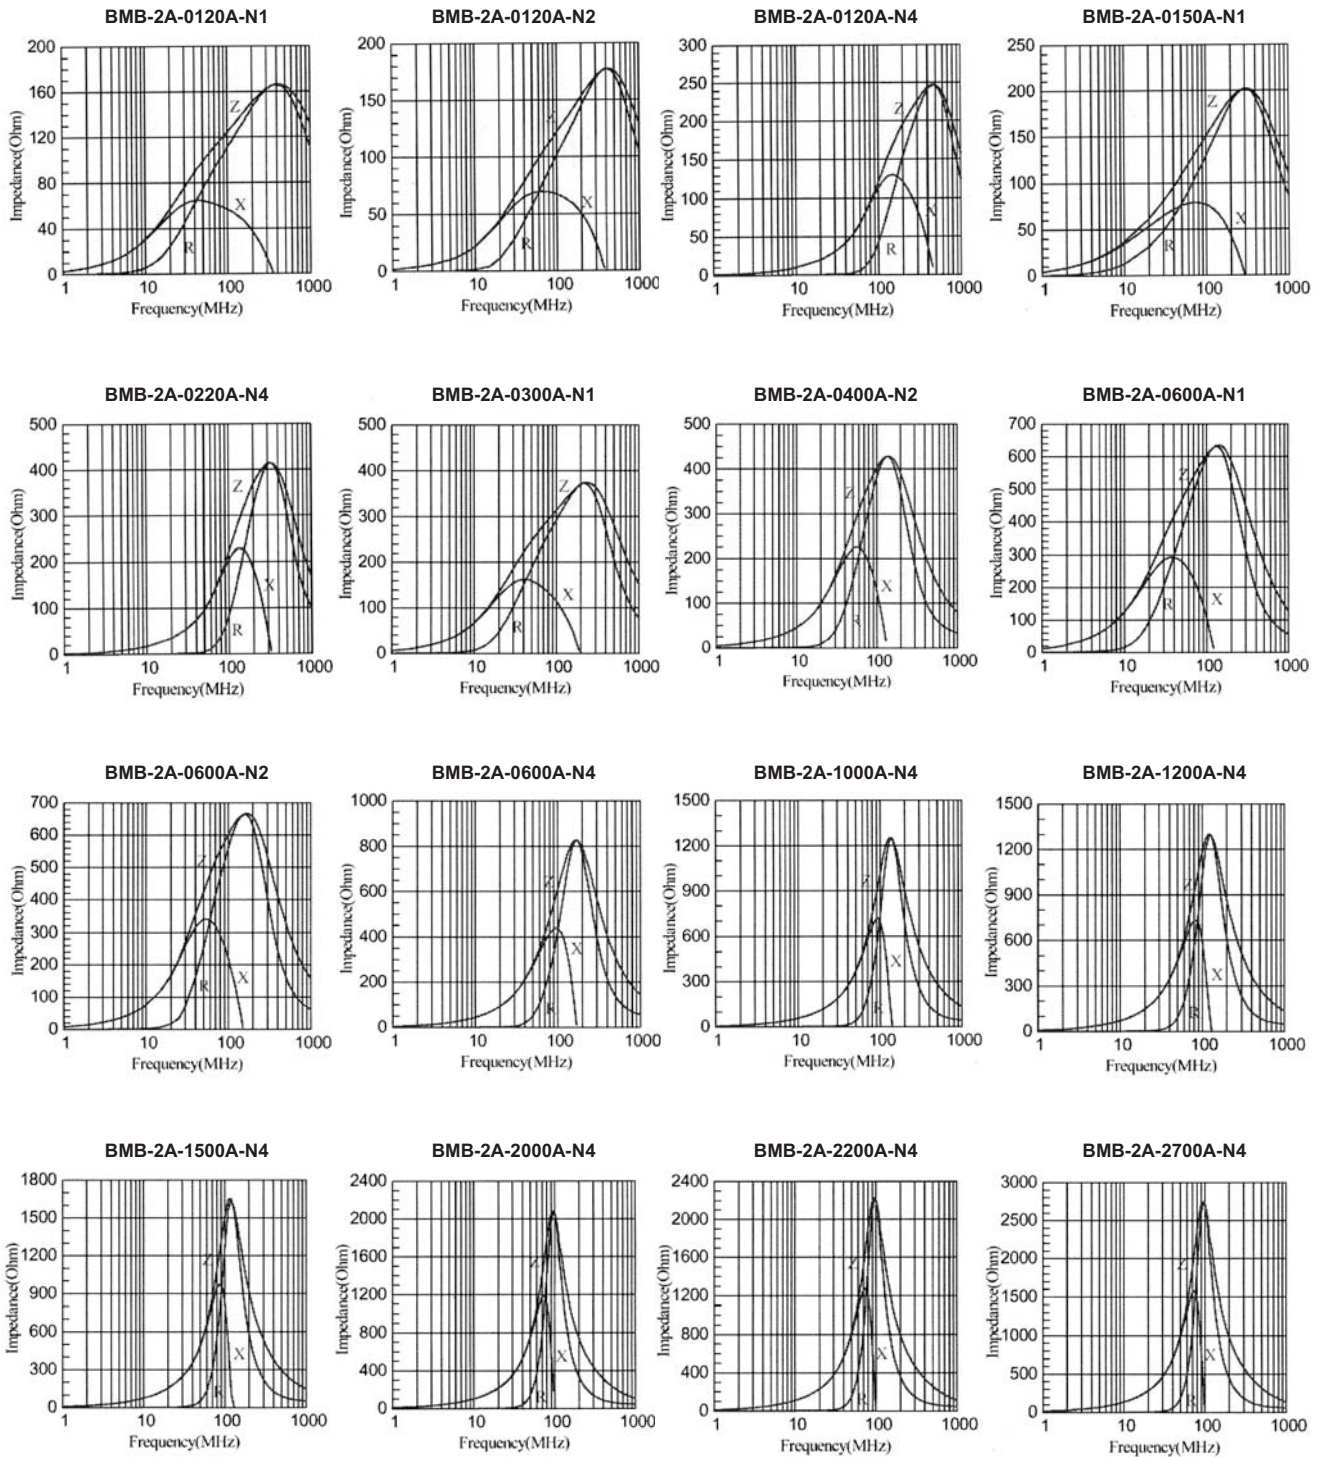 BMB-2A-0120A-N1
200
160
120
80
40
0
Impedance(Ohm)
Z
X
R
1 10 100 1000
Frequency(MHz)
BMB-2A-0120A-N2
200
150
100
50
0
Impedance(Ohm)
Z
X
R
1 10 100 1000
Frequency(MHz)
BMB-2A-0120A-N4
300
250
200
150
100
50
0
Impedance(Ohm)
Z
X
R
1 10 100 1000
Frequency(MHz)
BMB-2A-0150A-N1
250
200
150
100
50
0
Impedance(Ohm)
Z
X
R
1 10 100 1000
Frequency(MHz)
BMB-2A-0220A-N4
500
400
300
200
100
0
Impedance(Ohm)
Z
X
R
1 10 100 1000
Frequency(MHz)
BMB-2A-0300A-N1
500
400
300
200
100
0
Impedance(Ohm)
Z
X
R
1 10 100 1000
Frequency(MHz)
BMB-2A-0400A-N2
500
400
300
200
100
0
Impedance(Ohm)
Z
X
R
1 10 100 1000
Frequency(MHz)
BMB-2A-0600A-N1
700
600
500
400
300
200
100
0
Impedance(Ohm)
Z
X
R
1 10 100 1000
Frequency(MHz)
BMB-2A-0600A-N2
700
600
500
400
300
200
100
0
Impedance(Ohm)
Z
X
R
1 10 100 1000
Frequency(MHz)
BMB-2A-0600A-N4
1000
800
600
400
200
0
Impedance(Ohm)
Z
X
R
1 10 100 1000
Frequency(MHz)
BMB-2A-1000A-N4
1500
1200
900
600
300
0
Impedance(Ohm)
Z
X
R
1 10 100 1000
Frequency(MHz)
BMB-2A-1200A-N4
1500
1200
900
600
300
0
Impedance(Ohm)
Z
X
R
1 10 100 1000
Frequency(MHz)
BMB-2A-1500A-N4
1800
1500
1200
900
600
300
0
Impedance(Ohm)
Z
X
R
1 10 100 1000
Frequency(MHz)
BMB-2A-2000A-N4
2400
2000
1600
1200
800
400
0
Impedance(Ohm)
Z
X
R
1 10 100 1000
Frequency(MHz)
BMB-2A-2200A-N4
2400
2000
1600
1200
800
400
0
Impedance(Ohm)
Z
X
R
1 10 100 1000
Frequency(MHz)
BMB-2A-2700A-N4
3000
2500
2000
1500
1000
500
0
Impedance(Ohm)
Z
X
R
1 10 100 1000
Frequency(MHz)